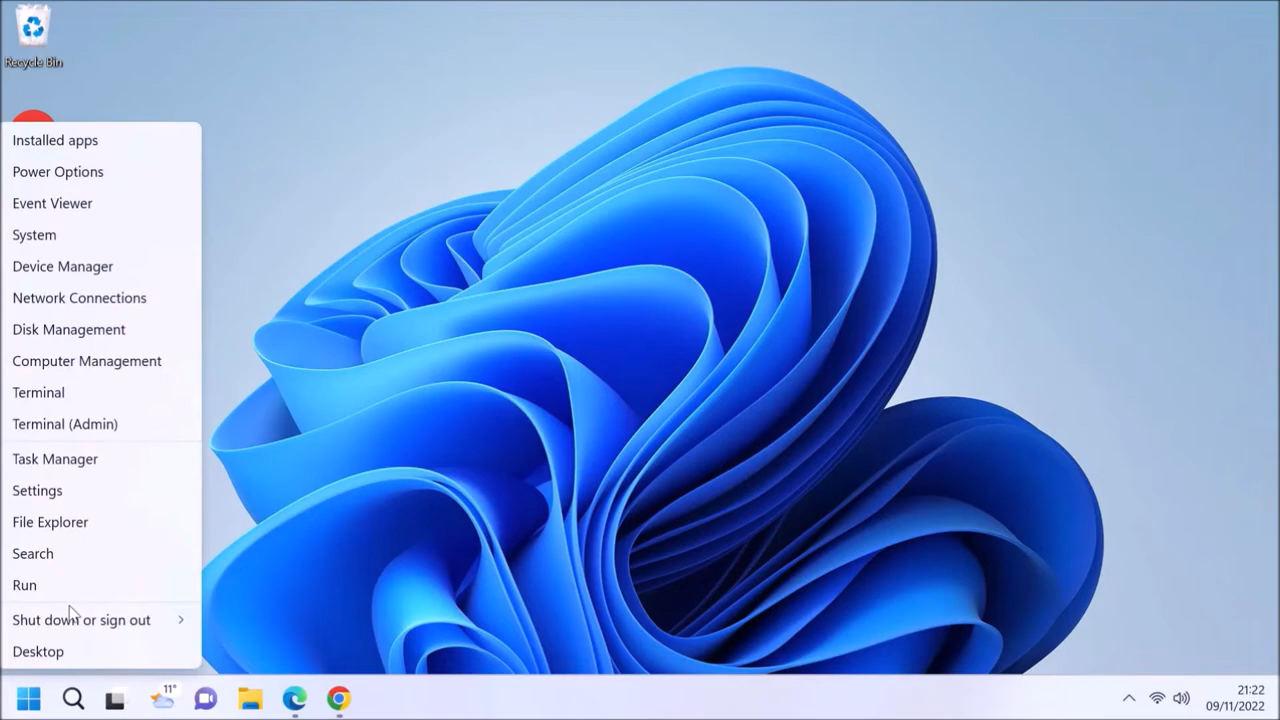 Recycle Bin
Installed apps
Power Options
Event Viewer
System
Device Manager
Network Connections
Disk Management
Computer Management
Terminal
Terminal (Admin)
Task Manager
Settings
File Explorer
Search
Run
Shut down or sign out
Desktop
11°
21:22
09/11/2022